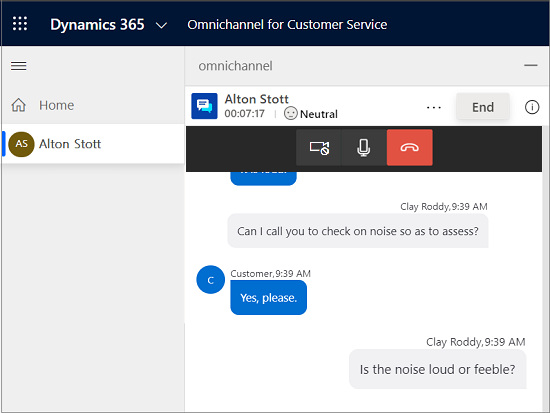 Dynamics 365
Omnichannel for Customer Service
omnichannel
Home
AS
Alton Stott
Alton Stott
00:07:17
Neutral
End
Clay Roddy,9:39 AM
Can I call you to check on noise so as to assess?
Customer,9:39 AM
C
Yes, please.
Clay Roddy,9:39 AM
Is the noise loud or feeble?